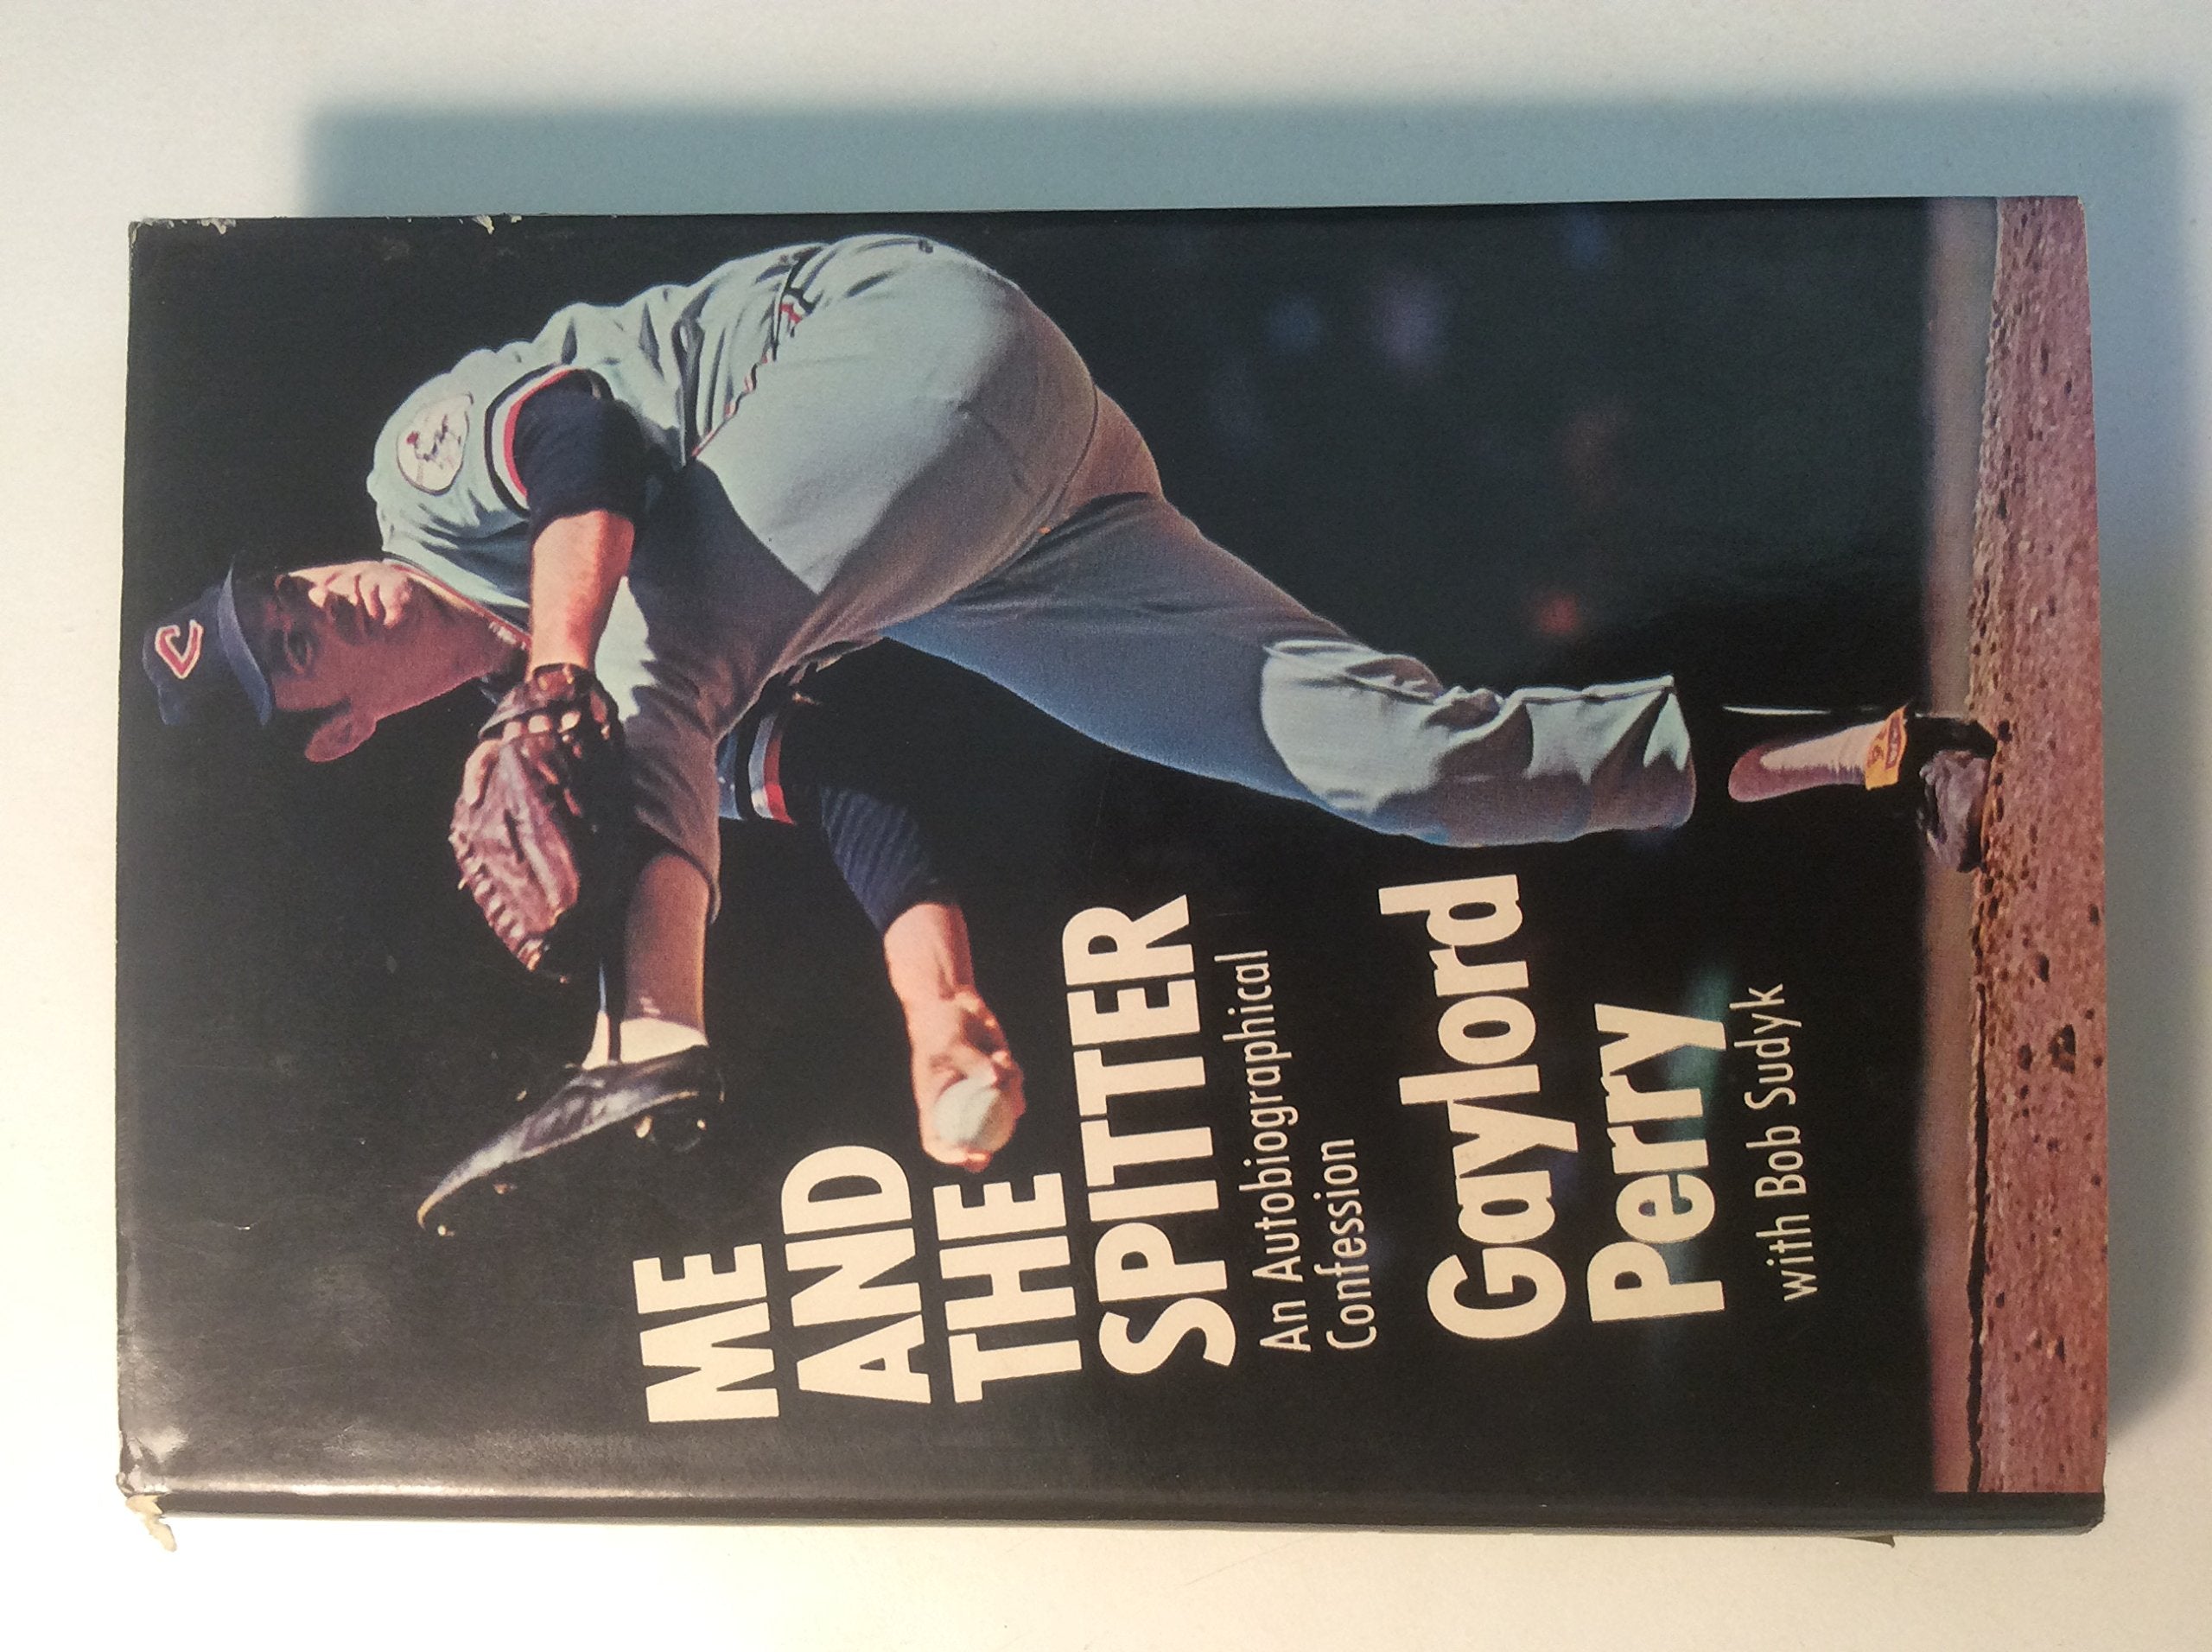 C
ME
AND
THE
SPITTER
An Autobiographical
Confession
Gaylord
Perry
with Bob Sudyk